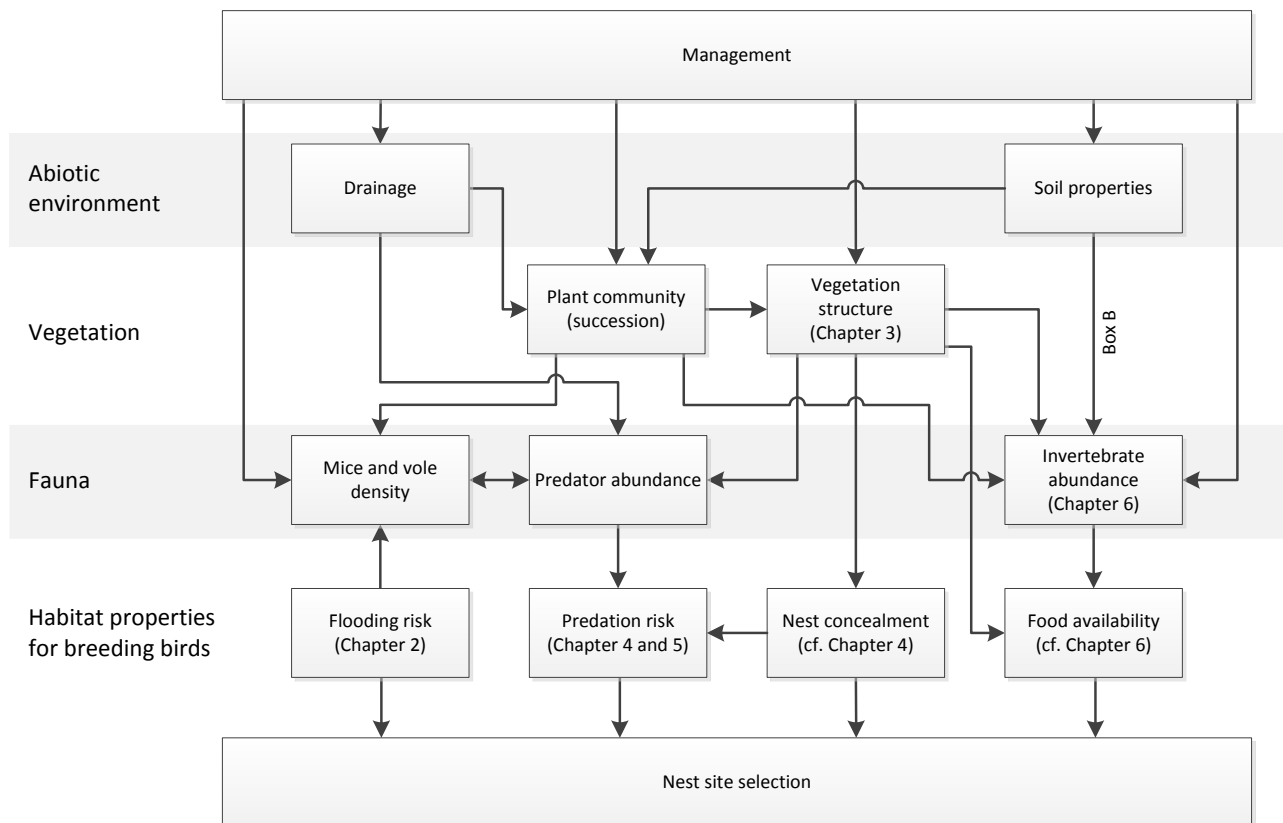 Management
Abiotic
environment
Drainage
Soil properties
Vegetation
Plant community
(succession)
Vegetation
structure
(Chapter 3)
Box B
Fauna
Mice and vole
density
Predator abundance
Invertebrate
abundance
(Chapter 6)
Habitat properties
for breeding birds
Flooding risk
(Chapter 2)
Predation risk
(Chapter 4 and 5)
Nest concealment
(cf. Chapter 4)
Food availability
(cf. Chapter 6)
Nest site selection